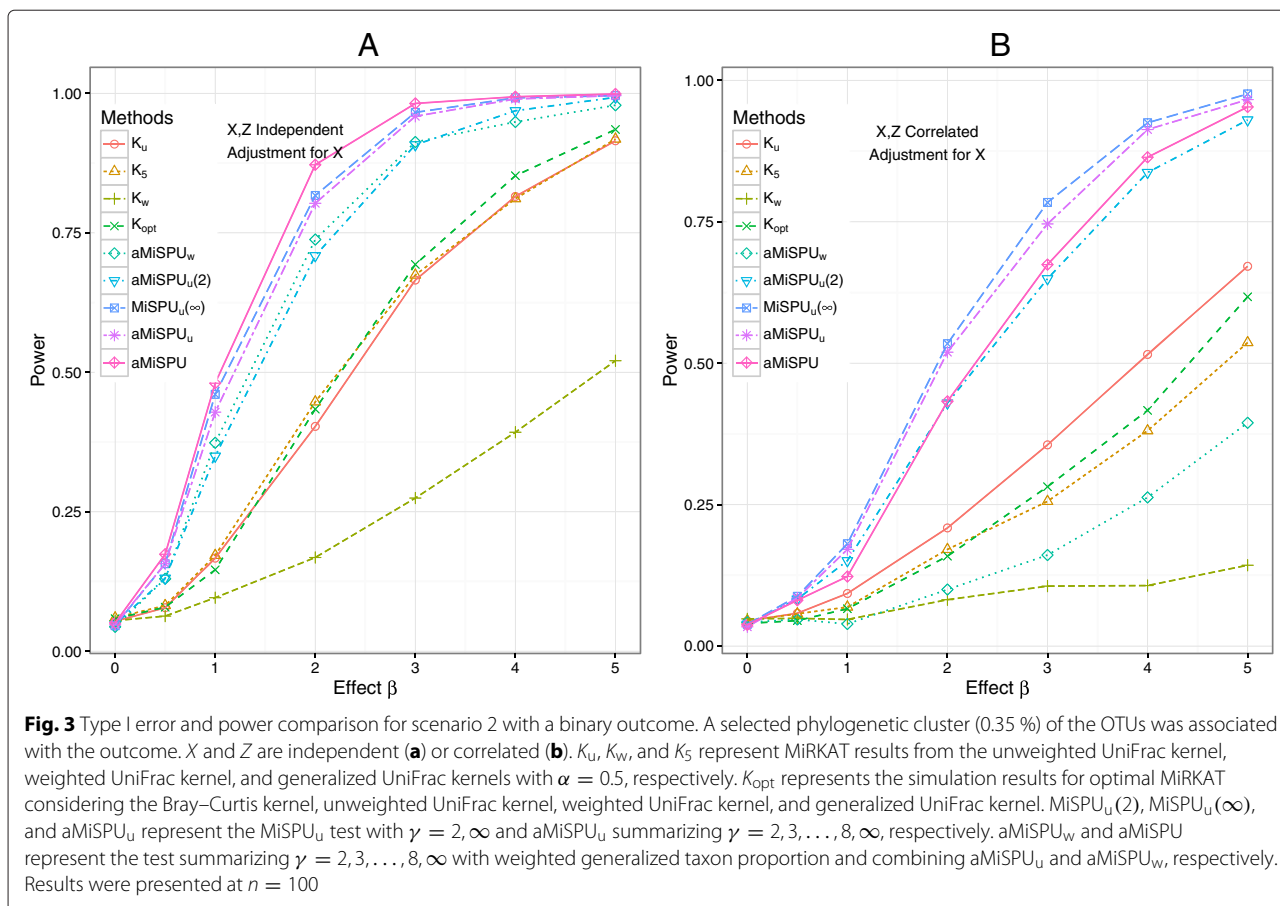 A
1.00
0.75
0.50
0.25
0.00
Power
0 1 2 3 4 5
Effect β
Methods
Ku
K5
Kw
Kopt
aMiSPUw
aMiSPUu(2)
MiSPUu(∞)
aMiSPUu
aMiSPU
X,Z Independent
Adjustment for X
B
1.00
0.75
0.50
0.25
0.00
Power
0 1 2 3 4 5
Effect β
Methods
Ku
K5
Kw
Kopt
aMiSPUw
aMiSPUu(2)
MiSPUu(∞)
aMiSPUu
aMiSPU
X,Z Correlated
Adjustment for X
Fig. 3 Type I error and power comparison for scenario 2 with a binary outcome. A selected phylogenetic cluster (0.35 %) of the OTUs was associated
with the outcome. X and Z are independent (a) or correlated (b). Ku, Kw, and K5 represent MiRKAT results from the unweighted UniFrac kernel,
weighted UniFrac kernel, and generalized UniFrac kernels with α = 0.5, respectively. Kopt represents the simulation results for optimal MiRKAT
considering the Bray–Curtis kernel, unweighted UniFrac kernel, weighted UniFrac kernel, and generalized UniFrac kernel. MiSPUu(2), MiSPUu(∞),
and aMiSPUu represent the MiSPUu test with γ = 2, ∞ and aMiSPUu summarizing γ = 2, 3, . . . , 8, ∞, respectively. aMiSPUw and aMiSPU
represent the test summarizing γ = 2, 3, . . . , 8, ∞ with weighted generalized taxon proportion and combining aMiSPUu and aMiSPUw, respectively.
Results were presented at n = 100